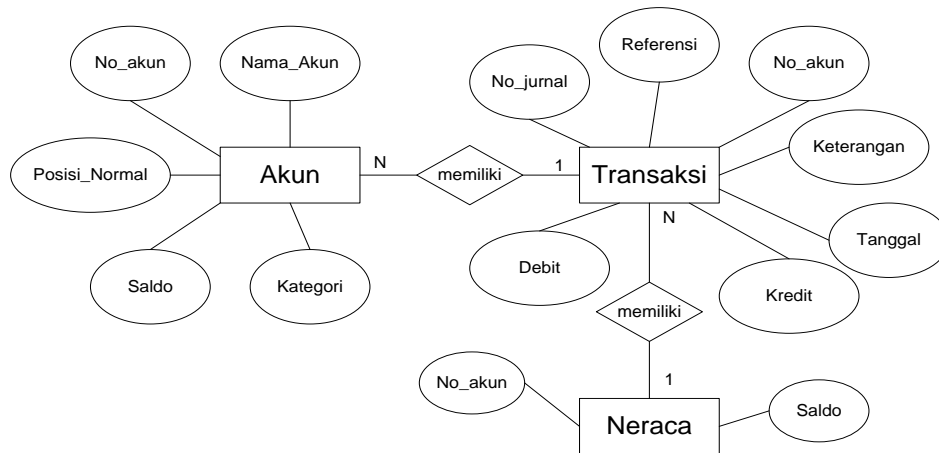 Referensi
No_akun
Nama_Akun
No_akun
No_jurnal
Keterangan
Posisi_Normal
Akun
N
memiliki
1
Transaksi
N
Tanggal
Saldo
Kategori
Debit
Kredit
memiliki
1
No_akun
Neraca
Saldo